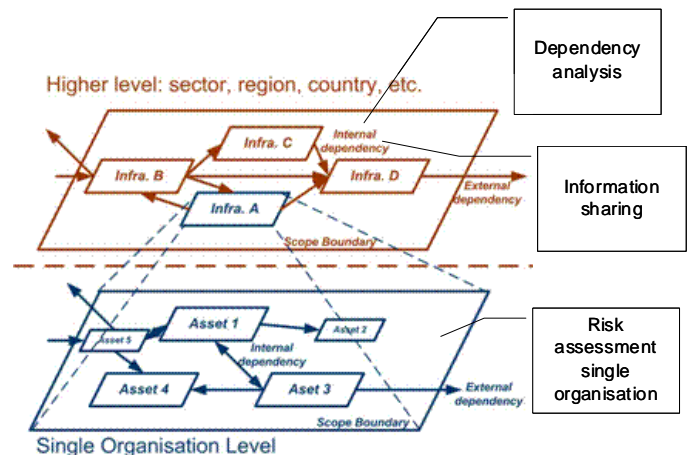 Dependency
analysis
Higher level: sector, region, country, etc.
Infra. C
Internal
dependency
Infra. B
Infra. D
Infra. A
External
dependency
Scope Boundary
Information
sharing
Asset 1
Asset 2
Asset 5
Internal
dependency
Asset 4
Aset 3
External
dependency
Scope Boundary
Single Organisation Level
Risk
assessment
single
organisation